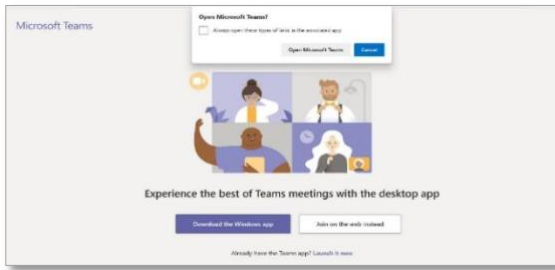 Microsoft Teams
Open Microsoft Teams?
Always open these types of links in the associated app
Open Microsoft Teams
Cancel
Experience the best of Teams meetings with the desktop app
Download the Windows app
Join on the web instead
Already have the Teams app? Launch it now